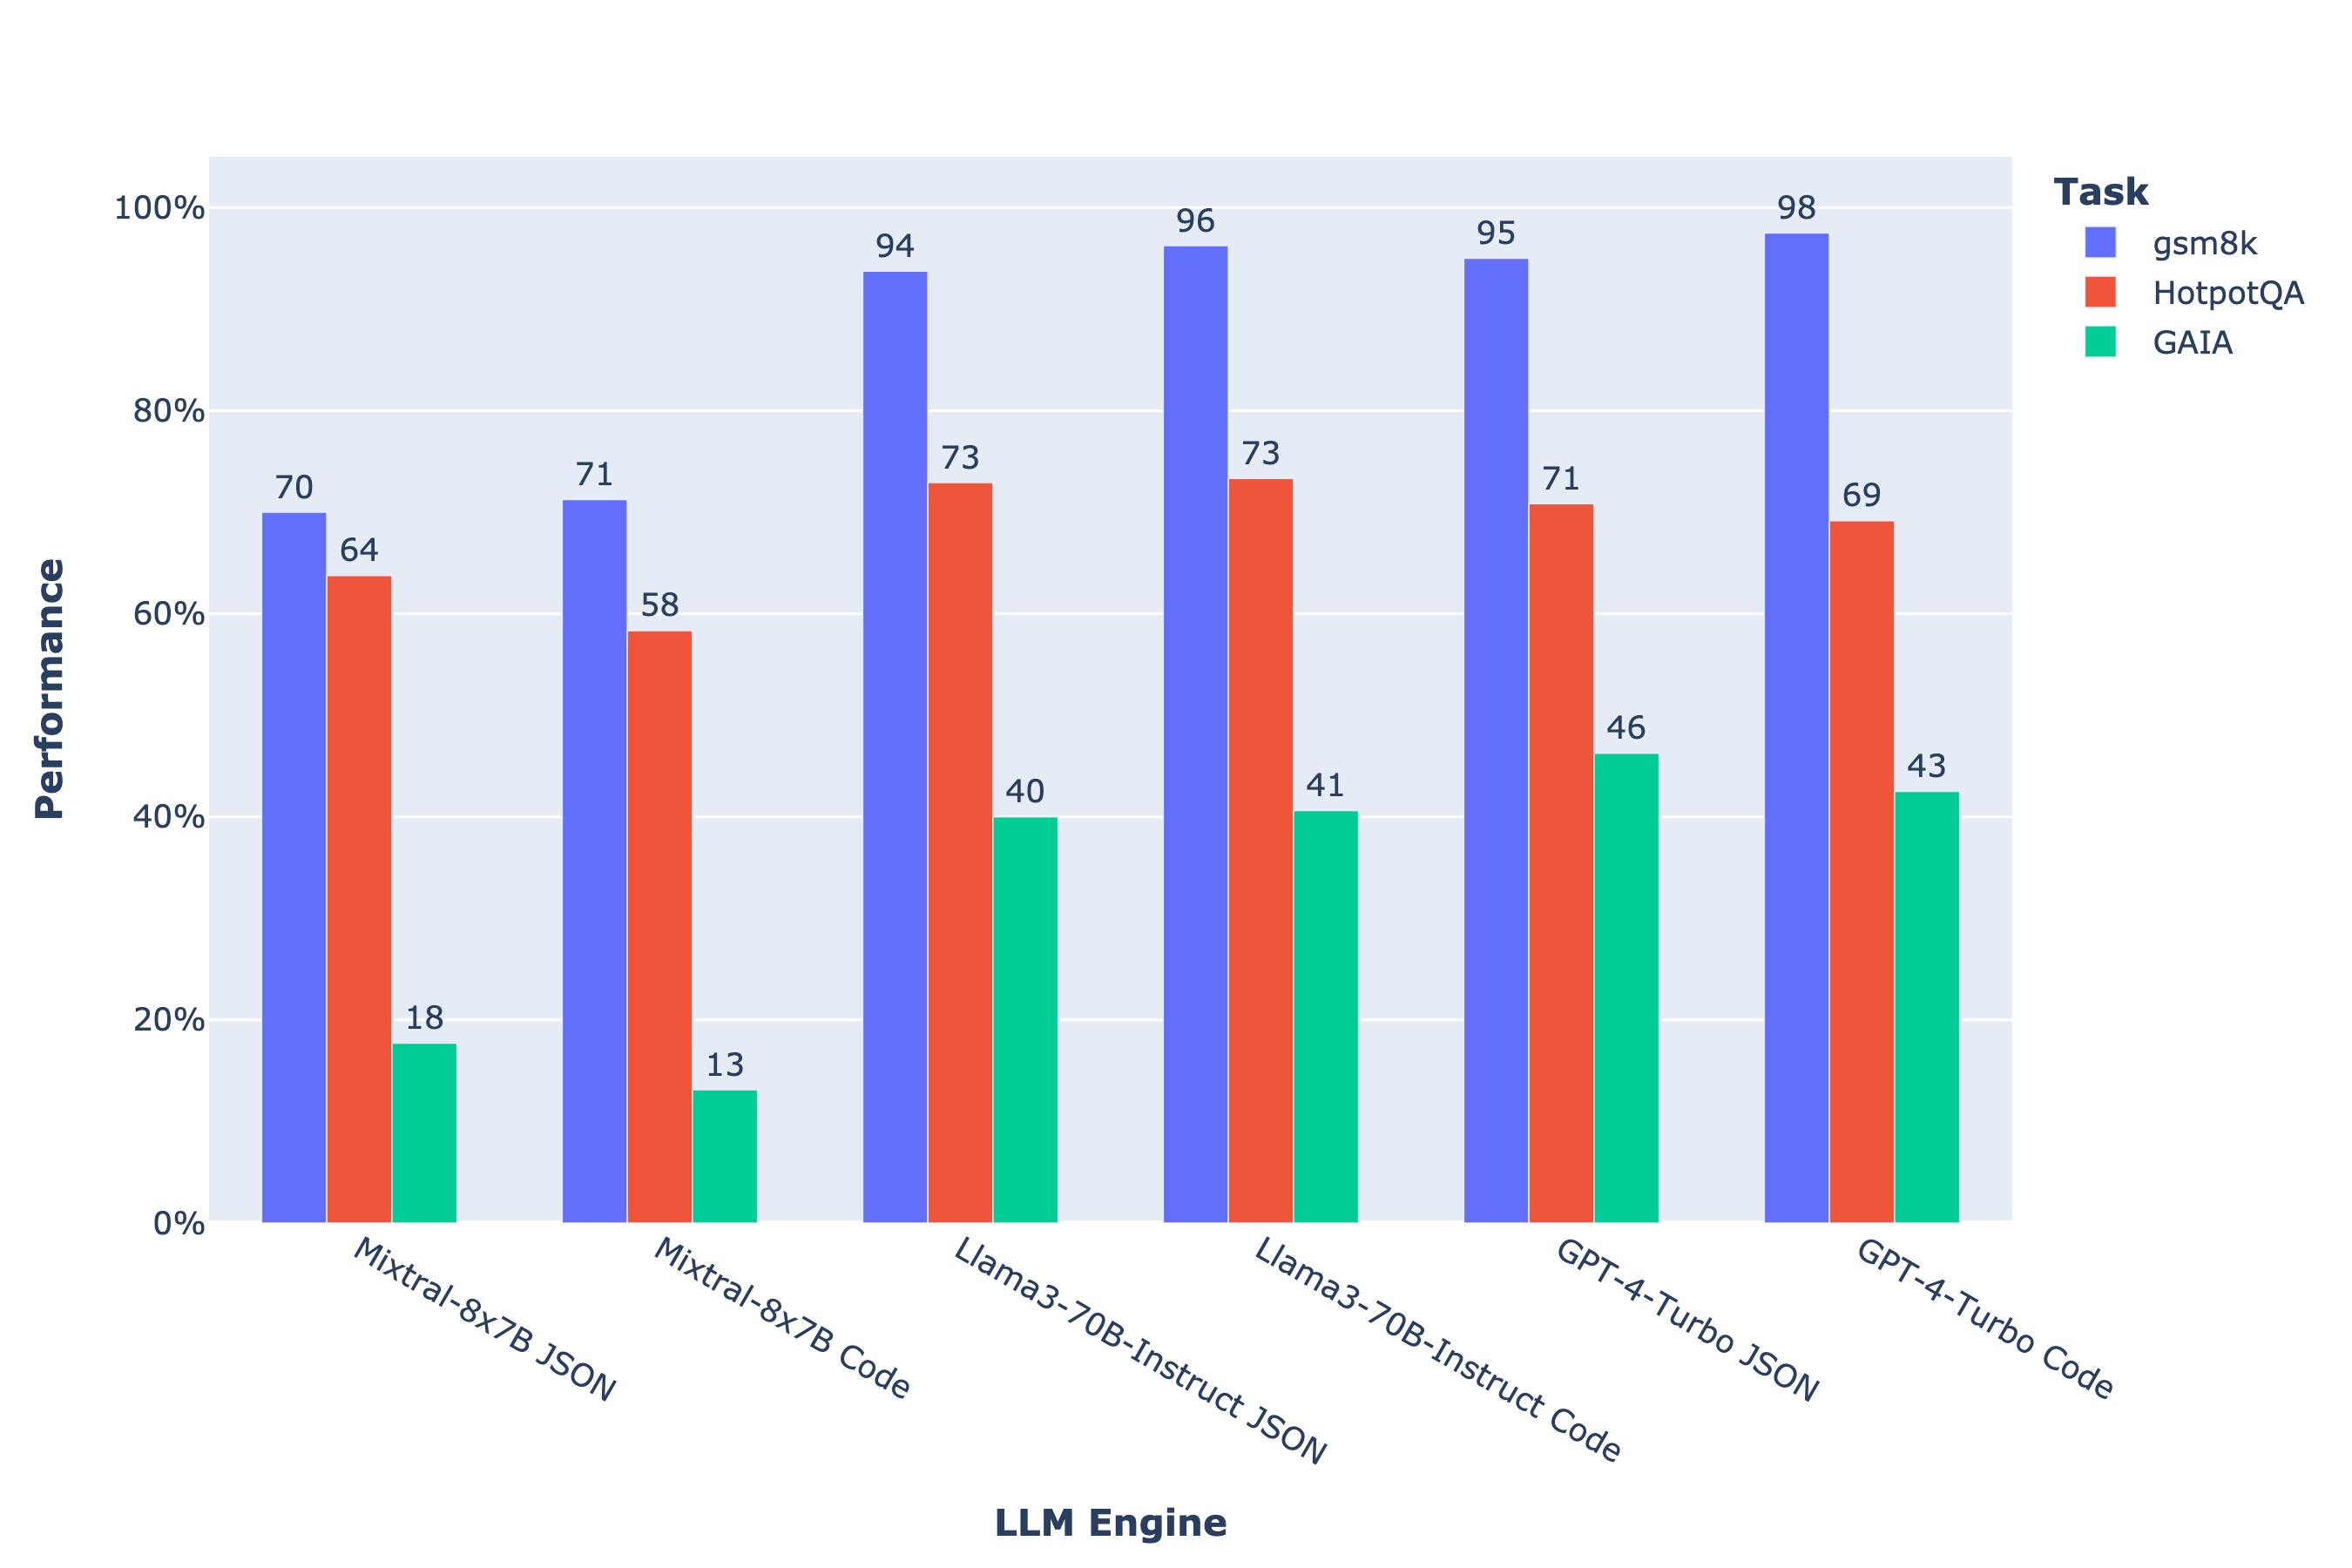 Task
gsm8k
HotpotQA
GAIA
Performance
100%
80%
60%
40%
20%
0%
70
64
18
71
58
13
94
73
40
96
73
41
95
71
46
98
69
43
Mixtral-8x7B JSON
Mixtral-8x7B Code
Llama3-70B-Instruct JSON
Llama3-70B-Instruct Code
GPT-4-Turbo JSON
GPT-4-Turbo Code
LLM Engine